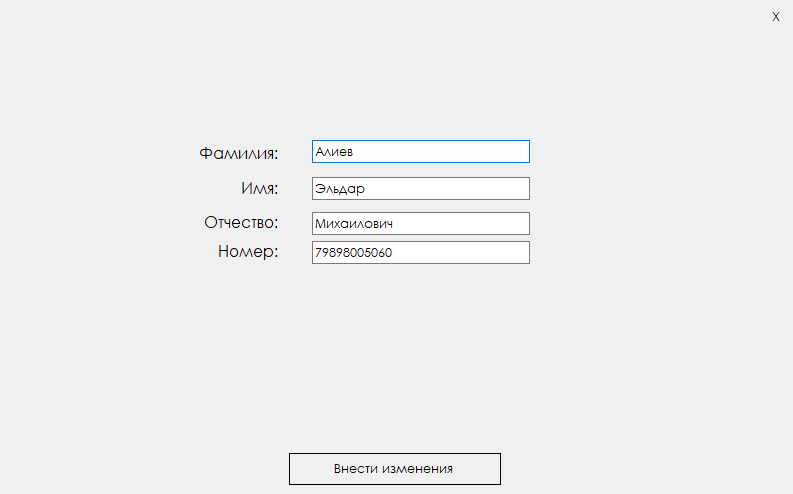 X
Фамилия: Алиев
Имя: Эльдар
Отчество: Михаилович
Номер: 79898005060
Внести изменения